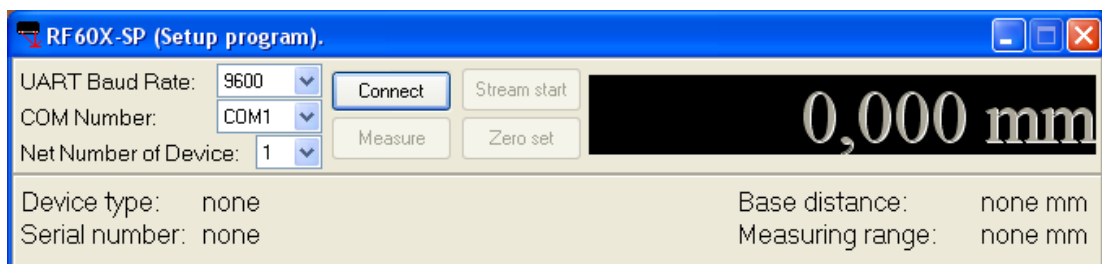 RF60X-SP (Setup program).
UART Baud Rate: 9600 Connect Stream start
COM Number: COM1
Net Number of Device: 1 Measure Zero set
0,000 mm
Device type: none Base distance: none mm
Serial number: none Measuring range: none mm